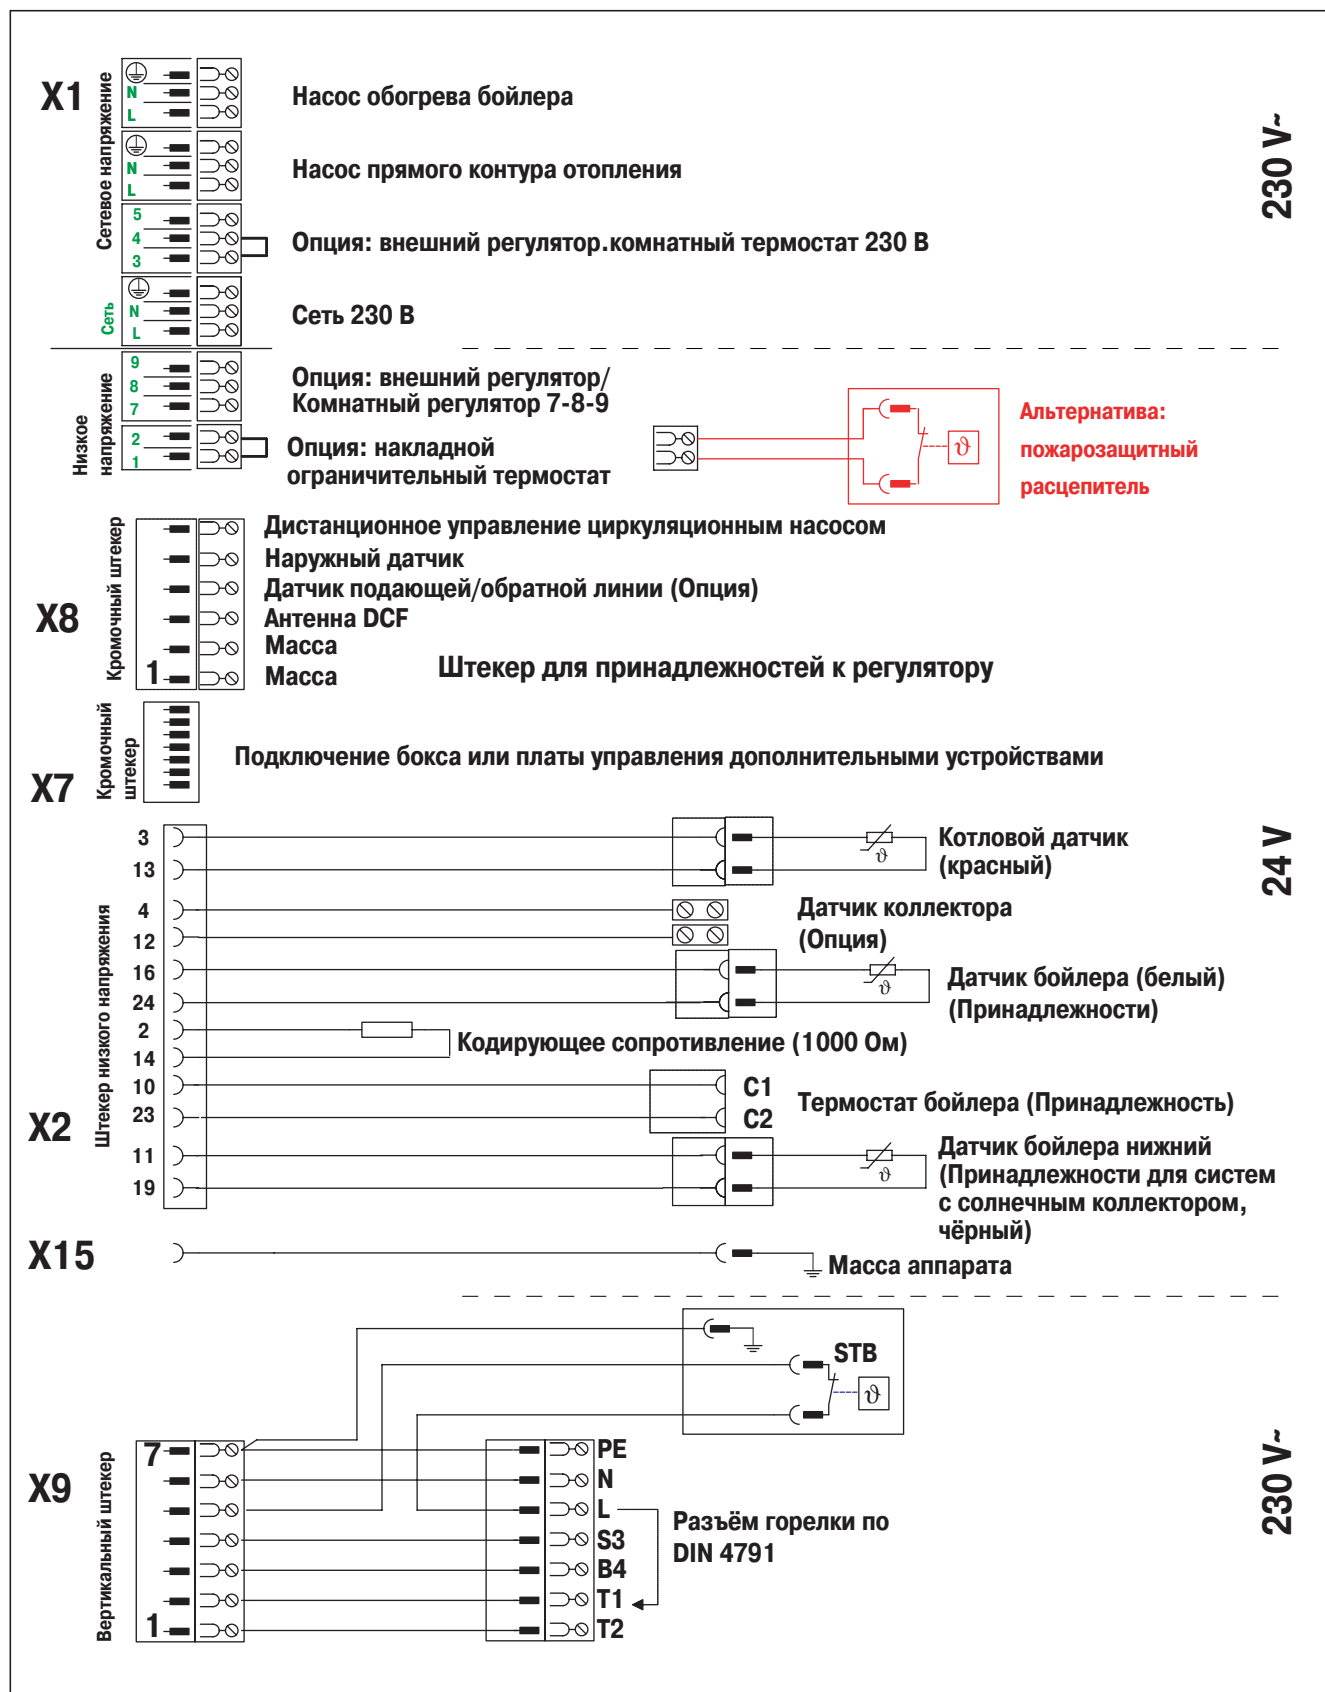 X1
Сетевое напряжение
N
L
Насос обогрева бойлера
N
L
Насос прямого контура отопления
5
4
3
Опция: внешний регулятор.комнатный термостат 230 В
230 V~
Сеть
N
L
Сеть 230 В
Низкое
напряжение
9
8
7
Опция: внешний регулятор/
Комнатный регулятор 7-8-9
2
1
Опция: накладной
ограничительный термостат
ϑ
Альтернатива:
пожарозащитный
расцепитель
X8
Кромочный штекер
1
Дистанционное управление циркуляционным насосом
Наружный датчик
Датчик подающей/обратной линии (Опция)
Антенна DCF
Масса
Масса
Штекер для принадлежностей к регулятору
X7
Кромочный
штекер
Подключение бокса или платы управления дополнительными устройствами
24 V
X2
Штекер низкого напряжения
3
13
ϑ
Котловой датчик
(красный)
4
12
Датчик коллектора
(Опция)
16
24
ϑ
Датчик бойлера (белый)
(Принадлежности)
2
14
Кодирующее сопротивление (1000 Ом)
10
23
C1
C2
Термостат бойлера (Принадлежность)
11
19
ϑ
Датчик бойлера нижний
(Принадлежности для систем
с солнечным коллектором,
чёрный)
X15
Масса аппарата
STB
ϑ
X9
Вертикальный штекер
7
1
PE
N
L
S3
B4
T1
T2
Разъём горелки по
DIN 4791
230 V~